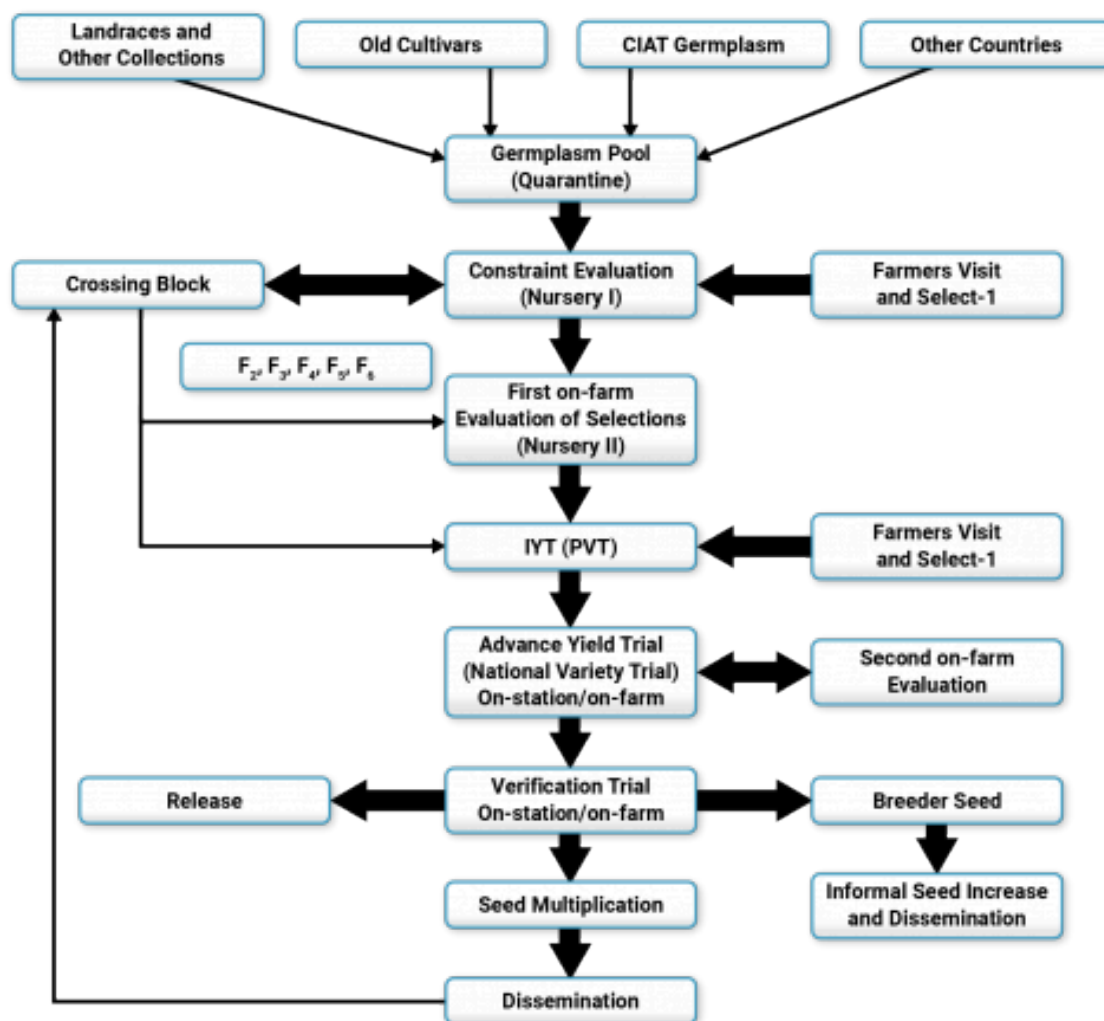 Landraces and
Other Collections
Old Cultivars
CIAT Germplasm
Other Countries
Germplasm Pool
(Quarantine)
Crossing Block
Constraint Evaluation
(Nursery I)
Farmers Visit
and Select-1
F₂, F₃, F₄, F₅, F₆
First on-farm
Evaluation of Selections
(Nursery II)
IYT (PVT)
Farmers Visit
and Select-1
Advance Yield Trial
(National Variety Trial)
On-station/on-farm
Second on-farm
Evaluation
Release
Verification Trial
On-station/on-farm
Breeder Seed
Seed Multiplication
Informal Seed Increase
and Dissemination
Dissemination